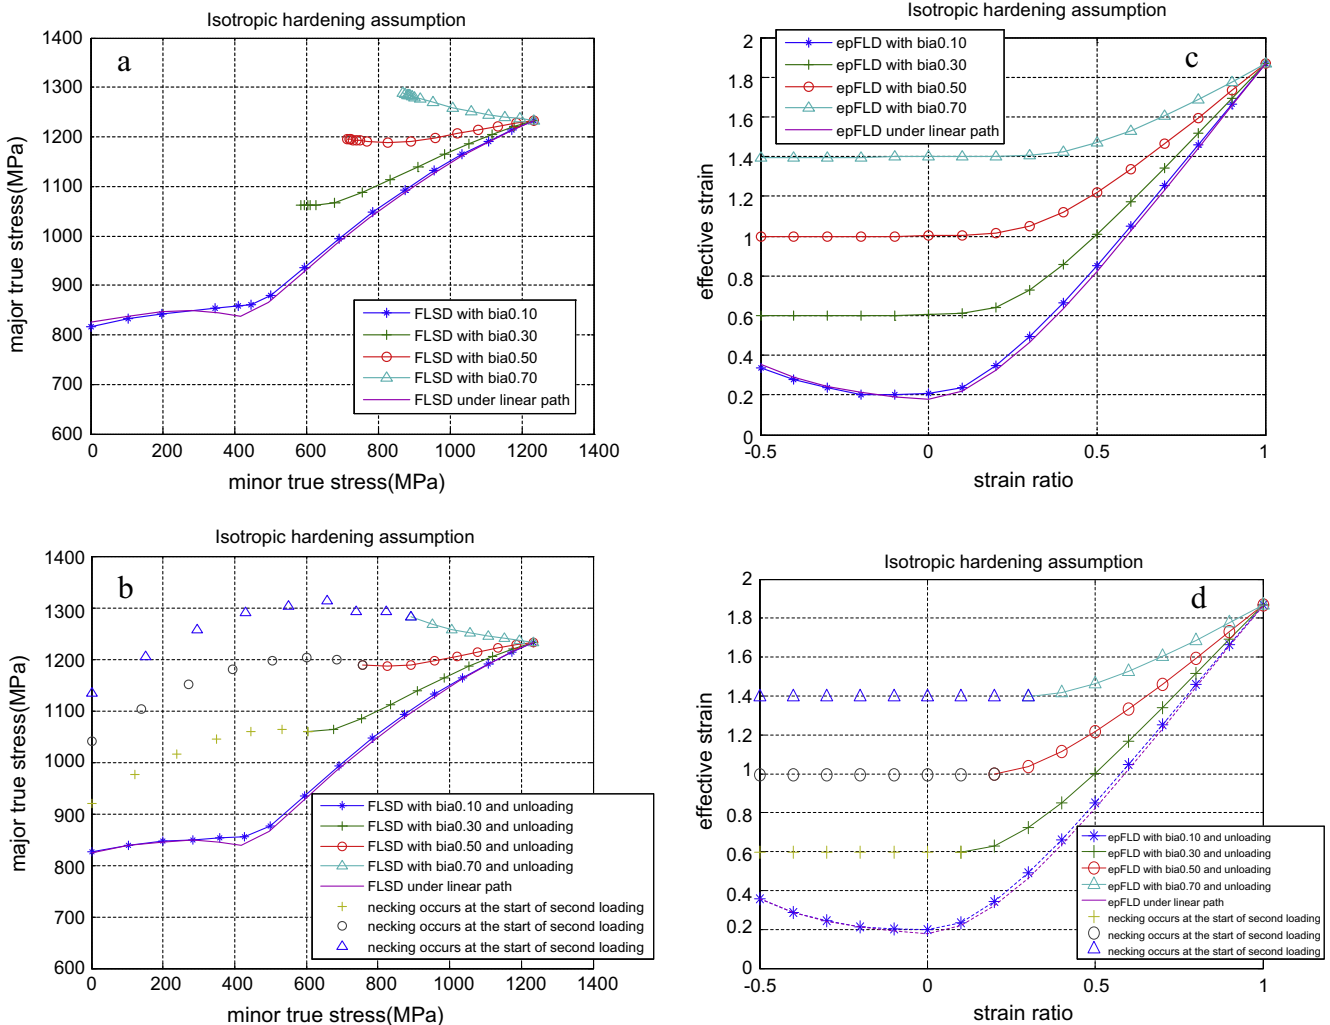 Isotropic hardening assumption
a
1400
1300
1200
1100
1000
900
800
700
600
0
200
400
600
800
1000
1200
1400
major true stress(MPa)
minor true stress(MPa)
FLSD with bia0.10
FLSD with bia0.30
FLSD with bia0.50
FLSD with bia0.70
FLSD under linear path
Isotropic hardening assumption
c
2
1.8
1.6
1.4
1.2
1
0.8
0.6
0.4
0.2
0
-0.5
0
0.5
1
effective strain
strain ratio
epFLD with bia0.10
epFLD with bia0.30
epFLD with bia0.50
epFLD with bia0.70
epFLD under linear path
Isotropic hardening assumption
b
1400
1300
1200
1100
1000
900
800
700
600
0
200
400
600
800
1000
1200
1400
major true stress(MPa)
minor true stress(MPa)
FLSD with bia0.10 and unloading
FLSD with bia0.30 and unloading
FLSD with bia0.50 and unloading
FLSD with bia0.70 and unloading
FLSD under linear path
necking occurs at the start of second loading
necking occurs at the start of second loading
necking occurs at the start of second loading
Isotropic hardening assumption
d
2
1.8
1.6
1.4
1.2
1
0.8
0.6
0.4
0.2
0
-0.5
0
0.5
1
effective strain
strain ratio
epFLD with bia0.10 and unloading
epFLD with bia0.30 and unloading
epFLD with bia0.50 and unloading
epFLD with bia0.70 and unloading
epFLD under linear path
necking occurs at the start of second loading
necking occurs at the start of second loading
necking occurs at the start of second loading